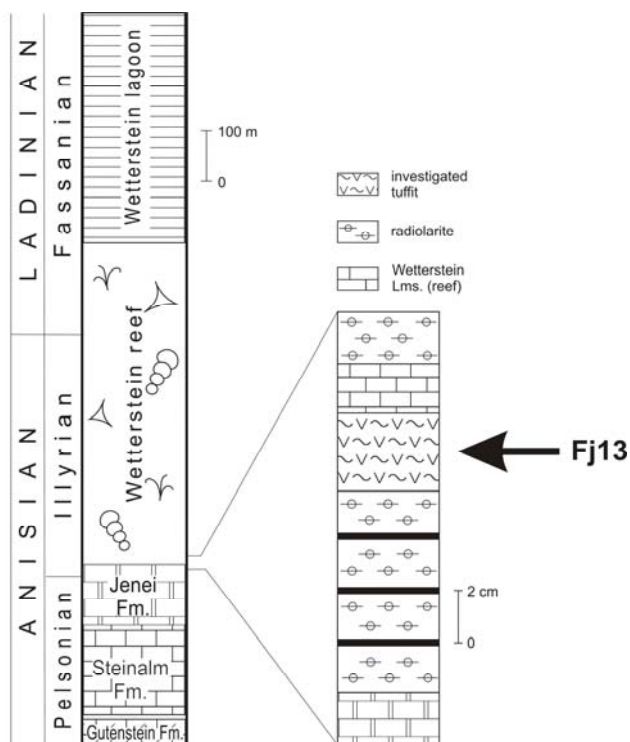 LADINIAN
Fassanian
Wetterstein lagoon
100 m
0
investigated
tuffit
radiolarite
Wetterstein
Lms. (reef)
ANISIAN
Illyrian
Wetterstein reef
Fj13
Pelsonian
Jenei
Fm.
Steinalm
Fm.
Gutenstein Fm.
2 cm
0